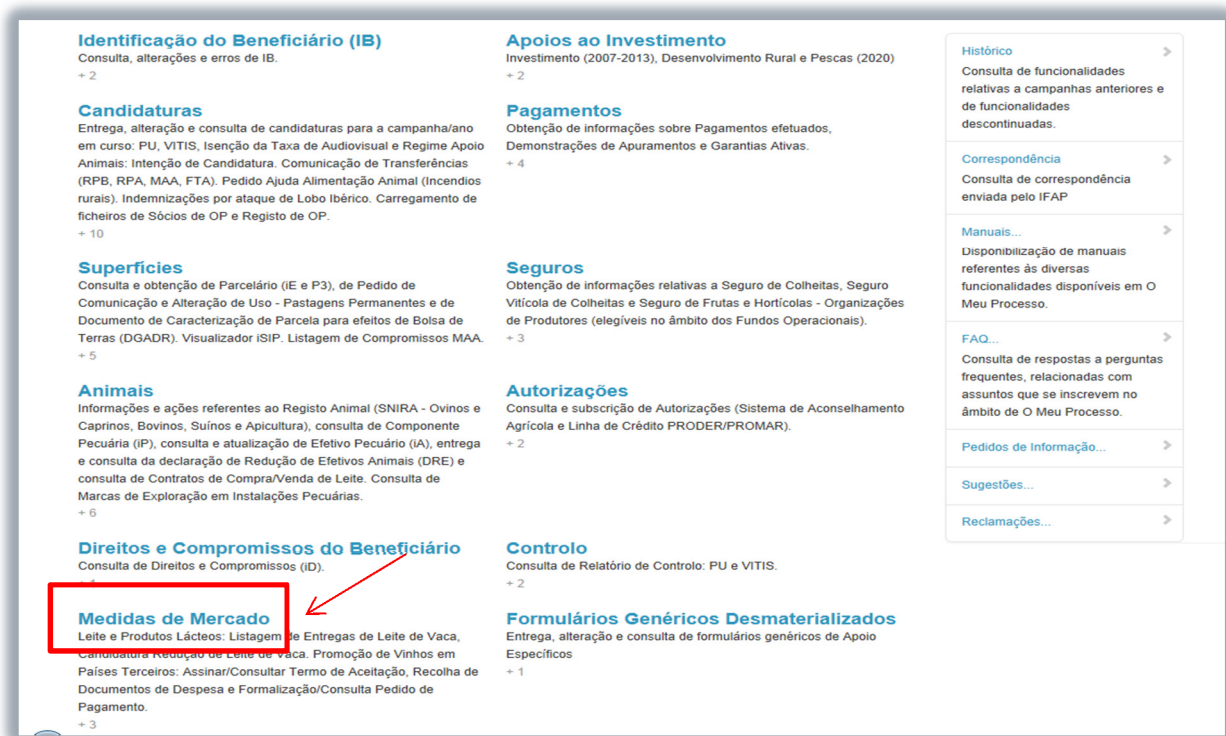 Identificação do Beneficiário (IB)
Consulta, alterações e erros de IB.
+ 2
Candidaturas
Entrega, alteração e consulta de candidaturas para a campanha/ano
em curso: PU, VITIS, Isenção da Taxa de Audiovisual e Regime Apoio
Animais: Intenção de Candidatura. Comunicação de Transferências
(RPB, RPA, MAA, FTA). Pedido Ajuda Alimentação Animal (Incendios
rurais). Indemnizações por ataque de Lobo Ibérico. Carregamento de
ficheiros de Sócios de OP e Registo de OP.
+ 10
Superfícies
Consulta e obtenção de Parcelário (iE e P3), de Pedido de
Comunicação e Alteração de Uso - Pastagens Permanentes e de
Documento de Caracterização de Parcela para efeitos de Bolsa de
Terras (DGADR). Visualizador iSIP. Listagem de Compromissos MAA.
+ 5
Animais
Informações e ações referentes ao Registo Animal (SNIRA - Ovinos e
Caprinos, Bovinos, Suínos e Apicultura), consulta de Componente
Pecuária (iP), consulta e atualização de Efetivo Pecuário (iA), entrega
e consulta da declaração de Redução de Efetivos Animais (DRE) e
consulta de Contratos de Compra/Venda de Leite. Consulta de
Marcas de Exploração em Instalações Pecuárias.
+ 6
Direitos e Compromissos do Beneficiário
Consulta de Direitos e Compromissos (iD).
Medidas de Mercado
Leite e Produtos Lácteos: Listagem de Entregas de Leite de Vaca,
Candidatura Redução de Leite de Vaca. Promoção de Vinhos em
Países Terceiros: Assinar/Consultar Termo de Aceitação, Recolha de
Documentos de Despesa e Formalização/Consulta Pedido de
Pagamento.
+ 3
Apoios ao Investimento
Investimento (2007-2013), Desenvolvimento Rural e Pescas (2020)
+ 2
Pagamentos
Obtenção de informações sobre Pagamentos efetuados,
Demonstrações de Apuramentos e Garantias Ativas.
+ 4
Seguros
Obtenção de informações relativas a Seguro de Colheitas, Seguro
Vitícola de Colheitas e Seguro de Frutas e Hortícolas - Organizações
de Produtores (elegíveis no âmbito dos Fundos Operacionais).
+ 3
Autorizações
Consulta e subscrição de Autorizações (Sistema de Aconselhamento
Agrícola e Linha de Crédito PRODER/PROMAR).
+ 2
Controlo
Consulta de Relatório de Controlo: PU e VITIS.
+ 2
Formulários Genéricos Desmaterializados
Entrega, alteração e consulta de formulários genéricos de Apoio
Específicos
+ 1
Histórico
Consulta de funcionalidades
relativas a campanhas anteriores e
de funcionalidades
descontinuadas.
Correspondência
Consulta de correspondência
enviada pelo IFAP
Manuais...
Disponibilização de manuais
referentes às diversas
funcionalidades disponíveis em O
Meu Processo.
FAQ...
Consulta de respostas a perguntas
frequentes, relacionadas com
assuntos que se inscrevem no
âmbito de O Meu Processo.
Pedidos de Informação...
Sugestões...
Reclamações...